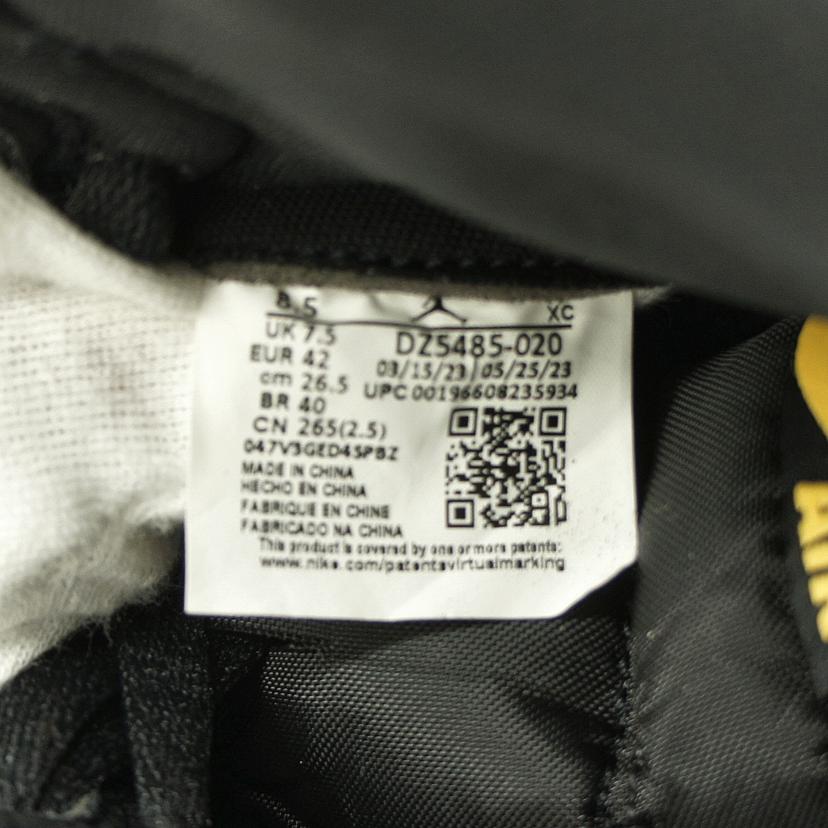 8.5 XC
UK 7.5
EUR 42
cm 26.5
BR 40
CN 265(2.5)
DZ5485-020
03/15/23 05/25/23
UPC 00196608235934
047V3GED4SPBZ
MADE IN CHINA
HECHO EN CHINA
FABRIQUE EN CHINE
FABRICADO NA CHINA
This product is covered by one or more patents:
www.nike.com/patentsvirtualmarking
AIR